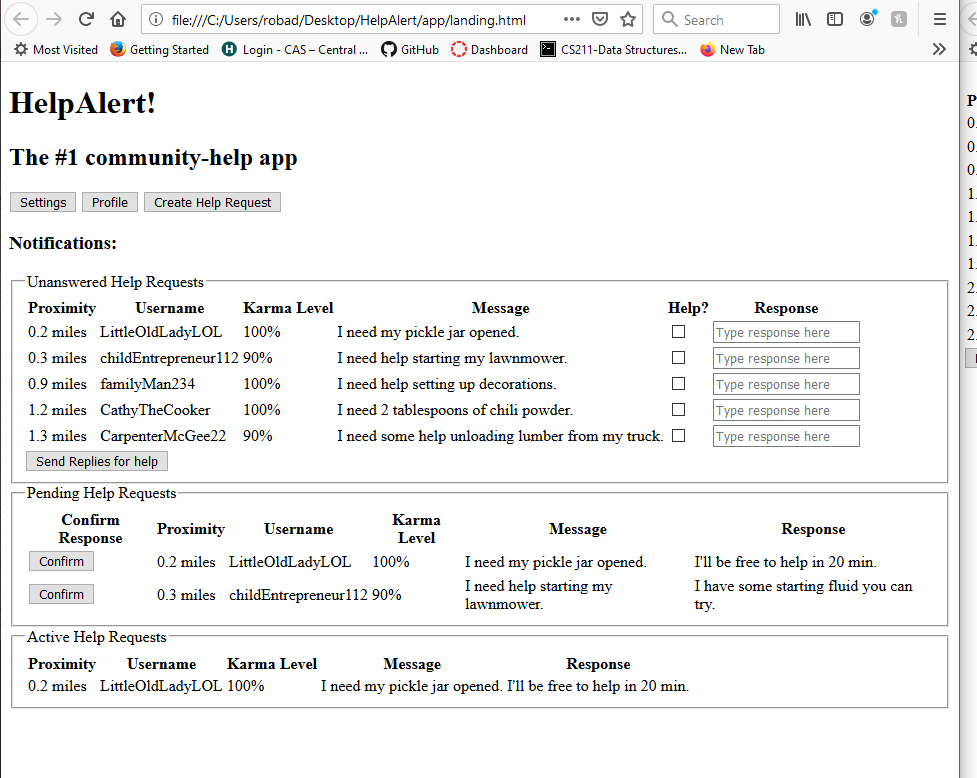 file:///C:/Users/robad/Desktop/HelpAlert/app/landing.html Search
Most Visited Getting Started Login - CAS – Central ... GitHub Dashboard CS211-Data Structures... New Tab
HelpAlert!
The #1 community-help app
Settings Profile Create Help Request
Notifications:
Unanswered Help Requests
Proximity Username Karma Level Message Help? Response
0.2 miles LittleOldLadyLOL 100% I need my pickle jar opened. Type response here
0.3 miles childEntrepreneur112 90% I need help starting my lawnmower. Type response here
0.9 miles familyMan234 100% I need help setting up decorations. Type response here
1.2 miles CathyTheCooker 100% I need 2 tablespoons of chili powder. Type response here
1.3 miles CarpenterMcGee22 90% I need some help unloading lumber from my truck. Type response here
Send Replies for help
Pending Help Requests
Confirm Response Proximity Username Karma Level Message Response
Confirm 0.2 miles LittleOldLadyLOL 100% I need my pickle jar opened. I'll be free to help in 20 min.
Confirm 0.3 miles childEntrepreneur112 90% I need help starting my lawnmower. I have some starting fluid you can try.
Active Help Requests
Proximity Username Karma Level Message Response
0.2 miles LittleOldLadyLOL 100% I need my pickle jar opened. I'll be free to help in 20 min.